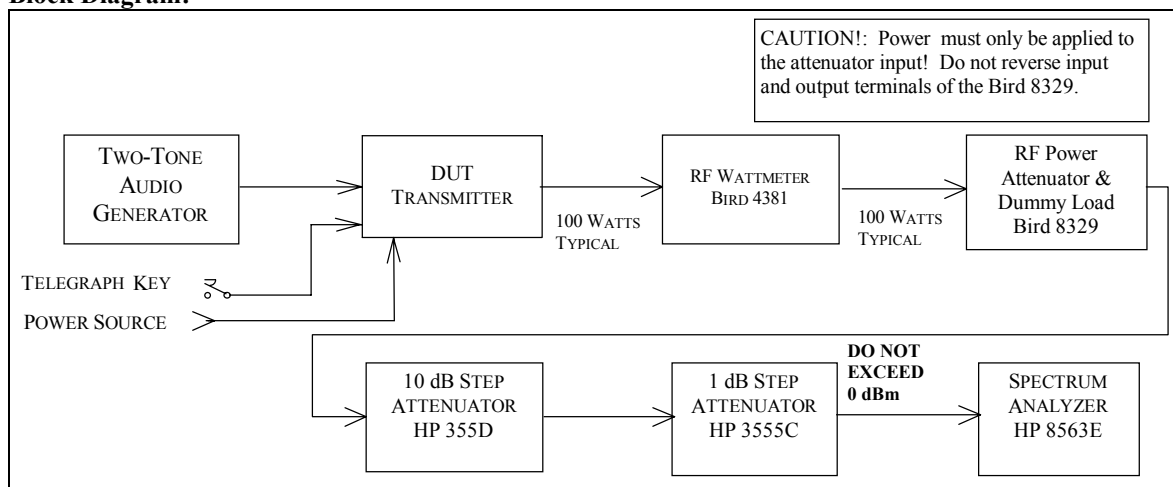 Block Diagram:
CAUTION!:  Power  must only be applied to
the attenuator input!  Do not reverse input
and output terminals of the Bird 8329.
TWO-TONE
AUDIO
GENERATOR
DUT
TRANSMITTER
100 WATTS
TYPICAL
RF WATTMETER
BIRD 4381
100 WATTS
TYPICAL
RF Power
Attenuator &
Dummy Load
Bird 8329
TELEGRAPH KEY
POWER SOURCE
10 dB STEP
ATTENUATOR
HP 355D
1 dB STEP
ATTENUATOR
HP 3555C
DO NOT
EXCEED
0 dBm
SPECTRUM
ANALYZER
HP 8563E